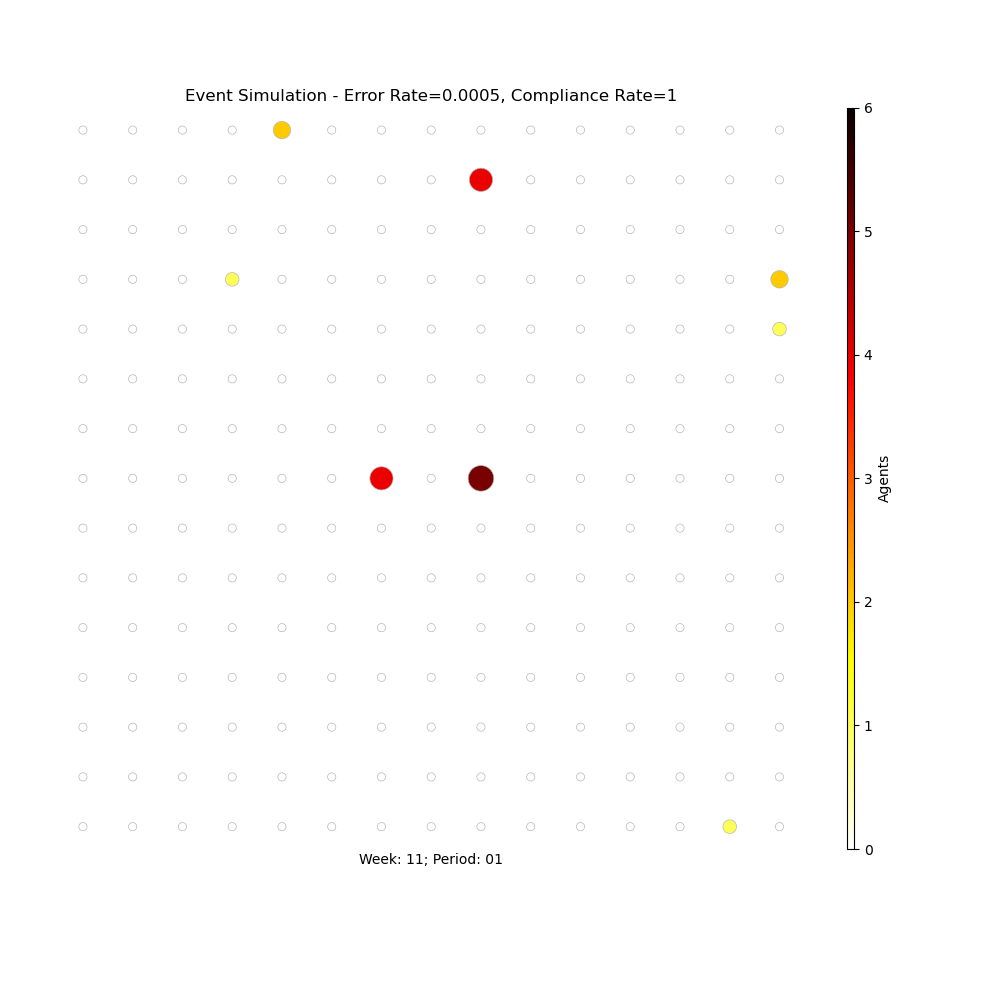 Event Simulation - Error Rate=0.0005, Compliance Rate=1
6
5
4
3
2
1
0
Agents
Week: 11; Period: 01